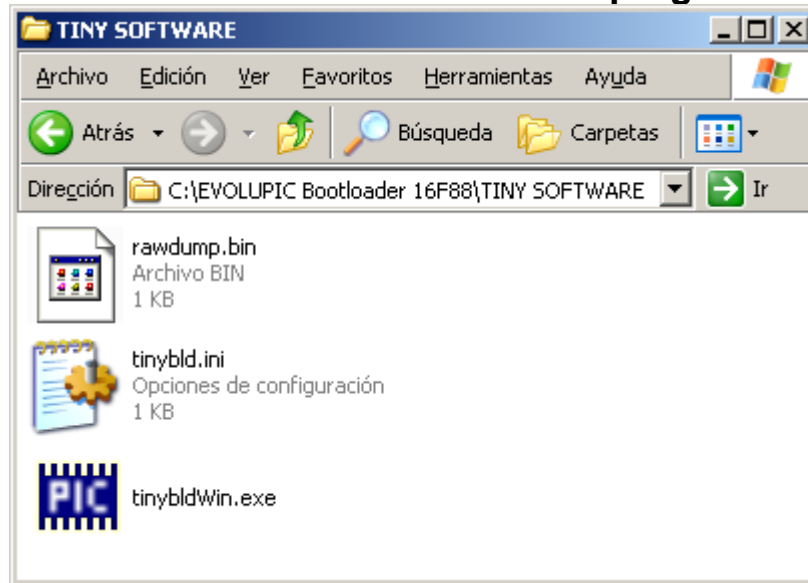 TINY SOFTWARE
Archivo Edición Ver Favoritos Herramientas Ayuda
Atrás Búsqueda Carpetas
Dirección C:\EVOLUPIC Bootloader 16F88\TINY SOFTWARE Ir
rawdump.bin
Archivo BIN
1 KB
tinybld.ini
Opciones de configuración
1 KB
PIC
tinybldWin.exe